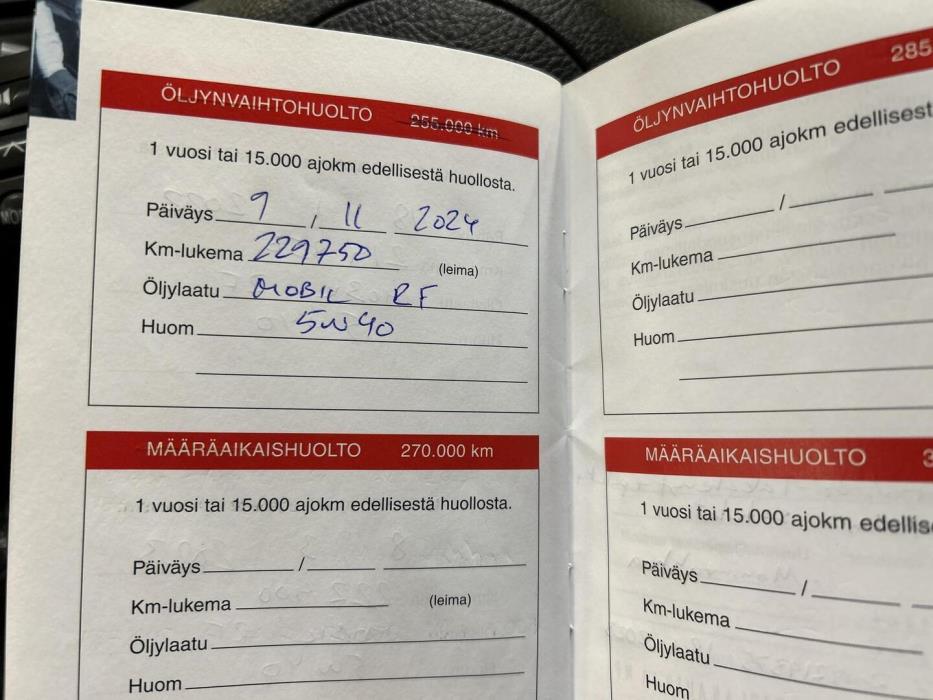 ÖLJYNVAIHTOHUOLTO 255.000 km
1 vuosi tai 15.000 ajokm edellisestä huollosta.
Päiväys 9 / 11 2024
Km-lukema 229750 (leima)
Öljylaatu MOBIL RF
Huom 5W40
MÄÄRÄAIKAISHUOLTO 270.000 km
1 vuosi tai 15.000 ajokm edellisestä huollosta.
Päiväys /
Km-lukema (leima)
Öljylaatu
Huom
ÖLJYNVAIHTOHUOLTO 285
1 vuosi tai 15.000 ajokm edellisest
Päiväys /
Km-lukema
Öljylaatu
Huom
MÄÄRÄAIKAISHUOLTO 3
1 vuosi tai 15.000 ajokm edellis
Päiväys /
Km-lukema
Öljylaatu
Huom